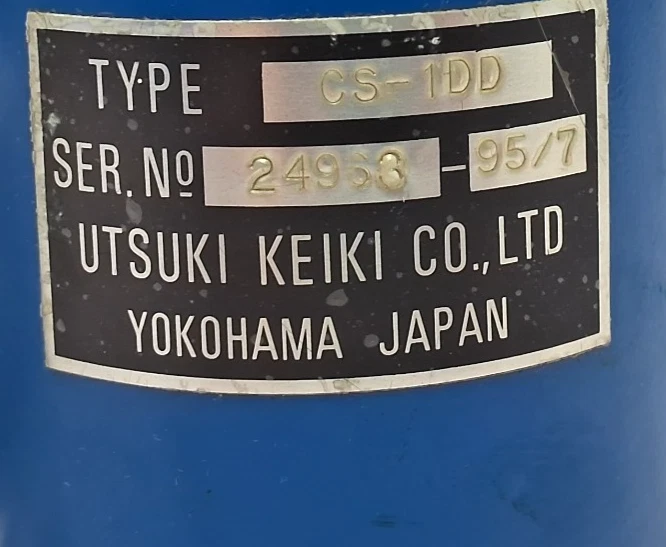 TYPE CS-1DD
SER. Nº – 95/7
UTSUKI KEIKI CO., LTD
YOKOHAMA JAPAN